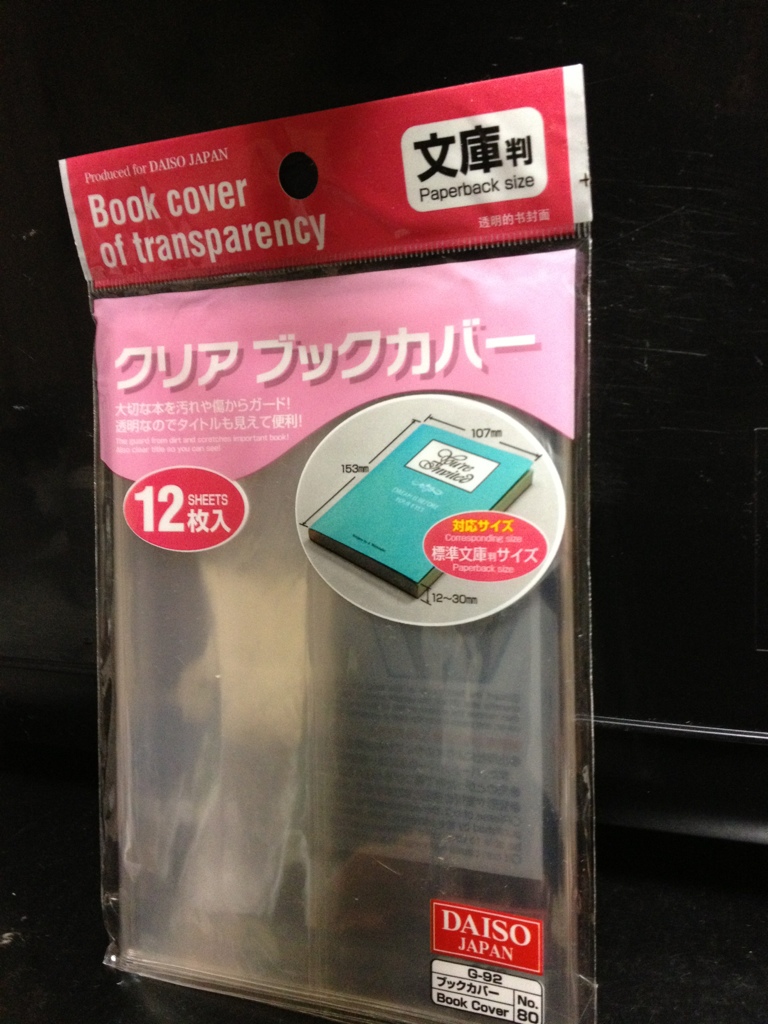 Produced for DAISO JAPAN
Book cover
of transparency
文庫判
Paperback size
透明的书封面
クリア ブックカバー
大切な本を汚れや傷からガード!
透明なのでタイトルも見えて便利!
The guard from dirt and scratches important book!
Also clear title so you can see!
12 SHEETS
枚入
107mm
153mm
You're
Invited
対応サイズ
Corresponding size
標準文庫判サイズ
Paperback size
12〜30mm
DAISO
JAPAN
G-92
ブックカバー
Book Cover
No.
80